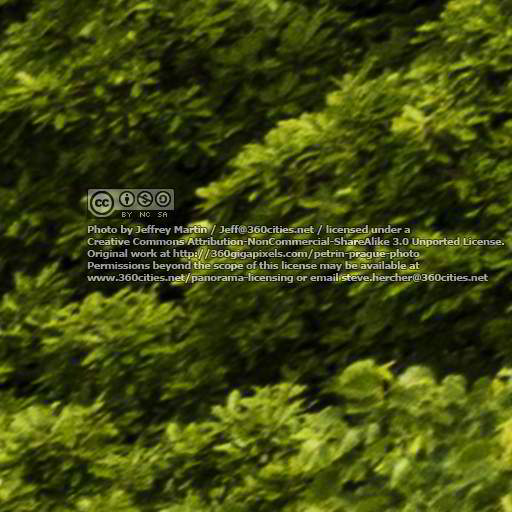 cc
BY NC SA
Photo by Jeffrey Martin / Jeff@360cities.net / licensed under a
Creative Commons Attribution-NonCommercial-ShareAlike 3.0 Unported License.
Original work at http://360gigapixels.com/petrin-prague-photo
Permissions beyond the scope of this license may be available at
www.360cities.net/panorama-licensing or email steve.hercher@360cities.net